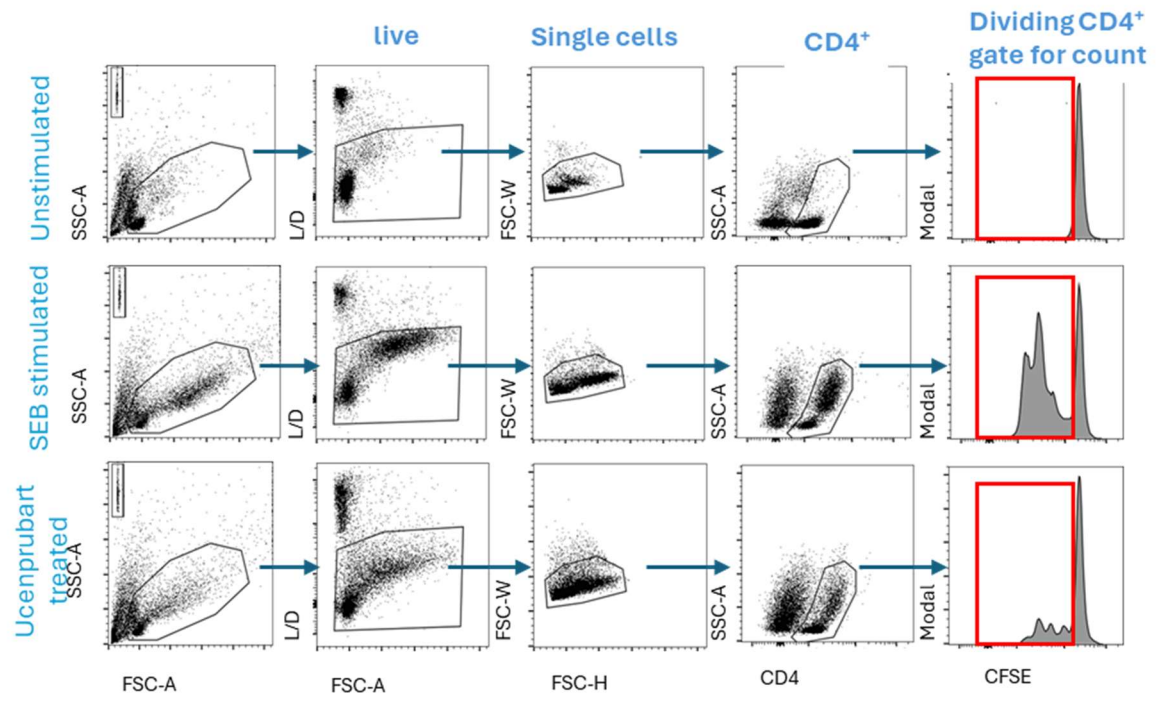 live
Single cells
CD4⁺
Dividing CD4⁺
gate for count
Unstimulated
SSC-A
L/D
FSC-W
SSC-A
Modal
SEB stimulated
SSC-A
L/D
FSC-W
SSC-A
Modal
Ucenprubart
treated
SSC-A
L/D
FSC-W
SSC-A
Modal
FSC-A
FSC-A
FSC-H
CD4
CFSE